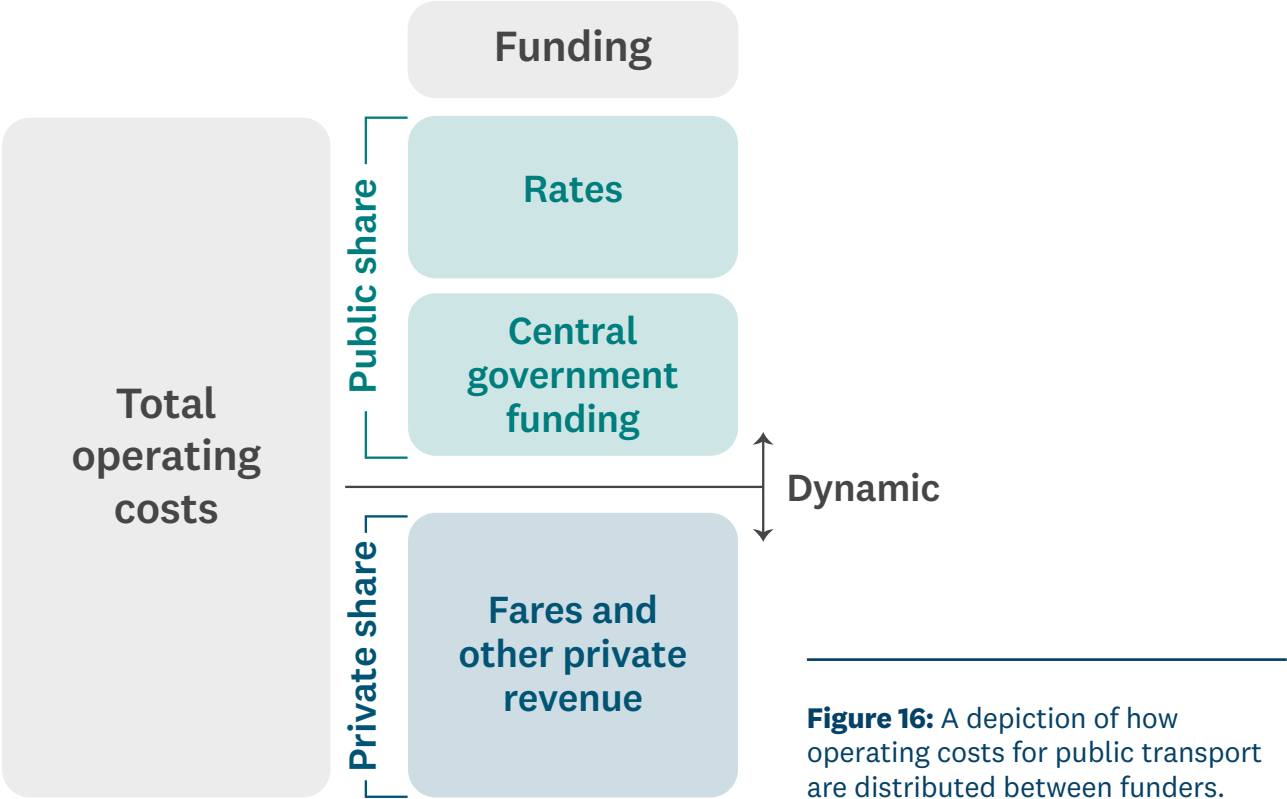 Funding
Total
operating
costs
Public share
Rates
Central
government
funding
Dynamic
Private share
Fares and
other private
revenue
Figure 16: A depiction of how
operating costs for public transport
are distributed between funders.